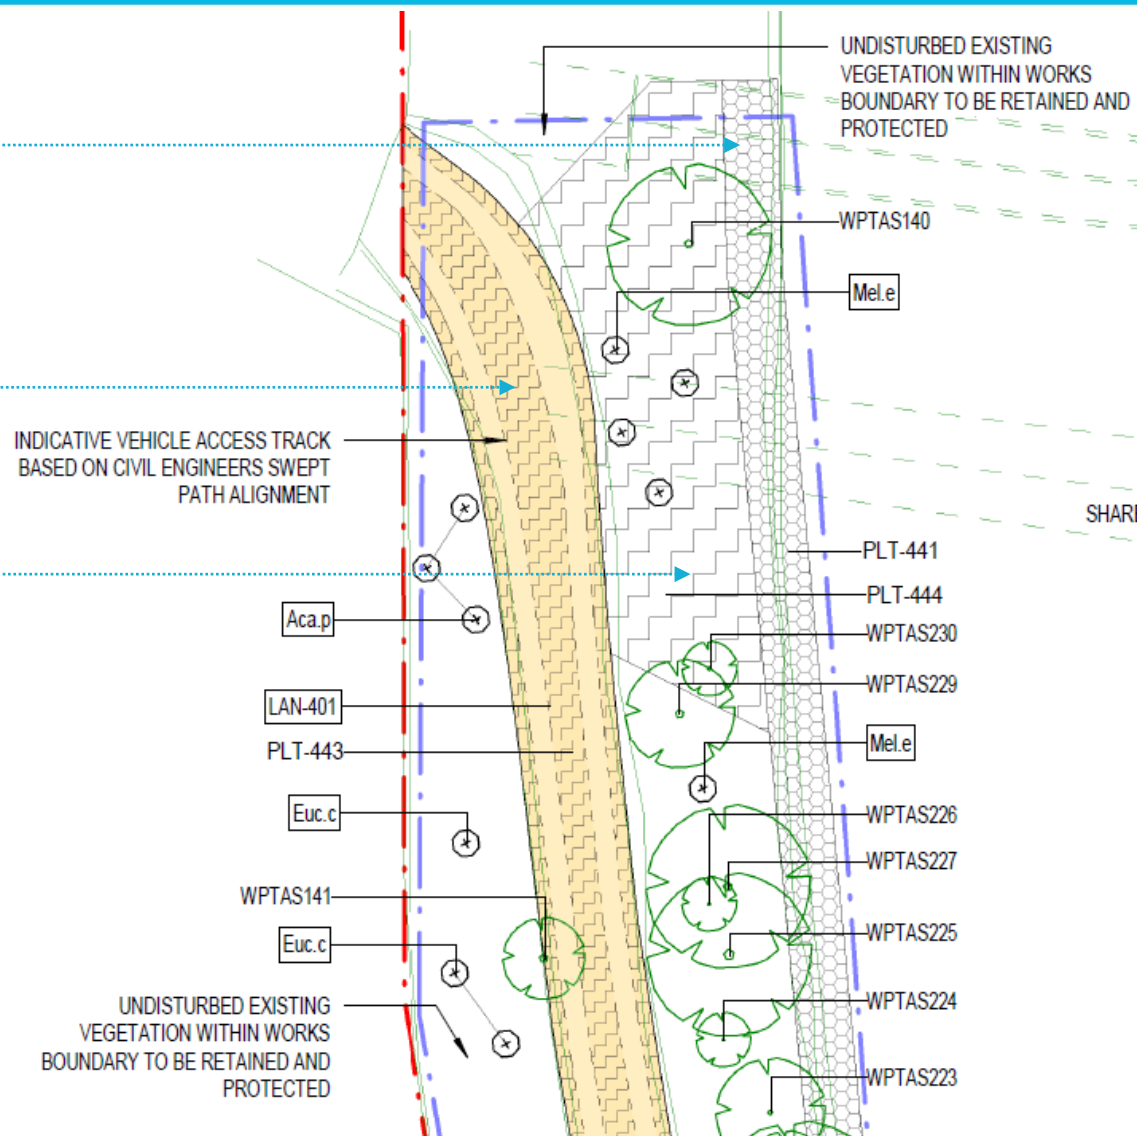 UNDISTURBED EXISTING
VEGETATION WITHIN WORKS
BOUNDARY TO BE RETAINED AND
PROTECTED
WPTAS140
Mel.e
INDICATIVE VEHICLE ACCESS TRACK
BASED ON CIVIL ENGINEERS SWEPT
PATH ALIGNMENT
SHARE
PLT-441
PLT-444
Aca.p
WPTAS230
WPTAS229
LAN-401
PLT-443
Mel.e
Euc.c
WPTAS226
WPTAS227
WPTAS141
WPTAS225
Euc.c
WPTAS224
UNDISTURBED EXISTING
VEGETATION WITHIN WORKS
BOUNDARY TO BE RETAINED AND
PROTECTED
WPTAS223